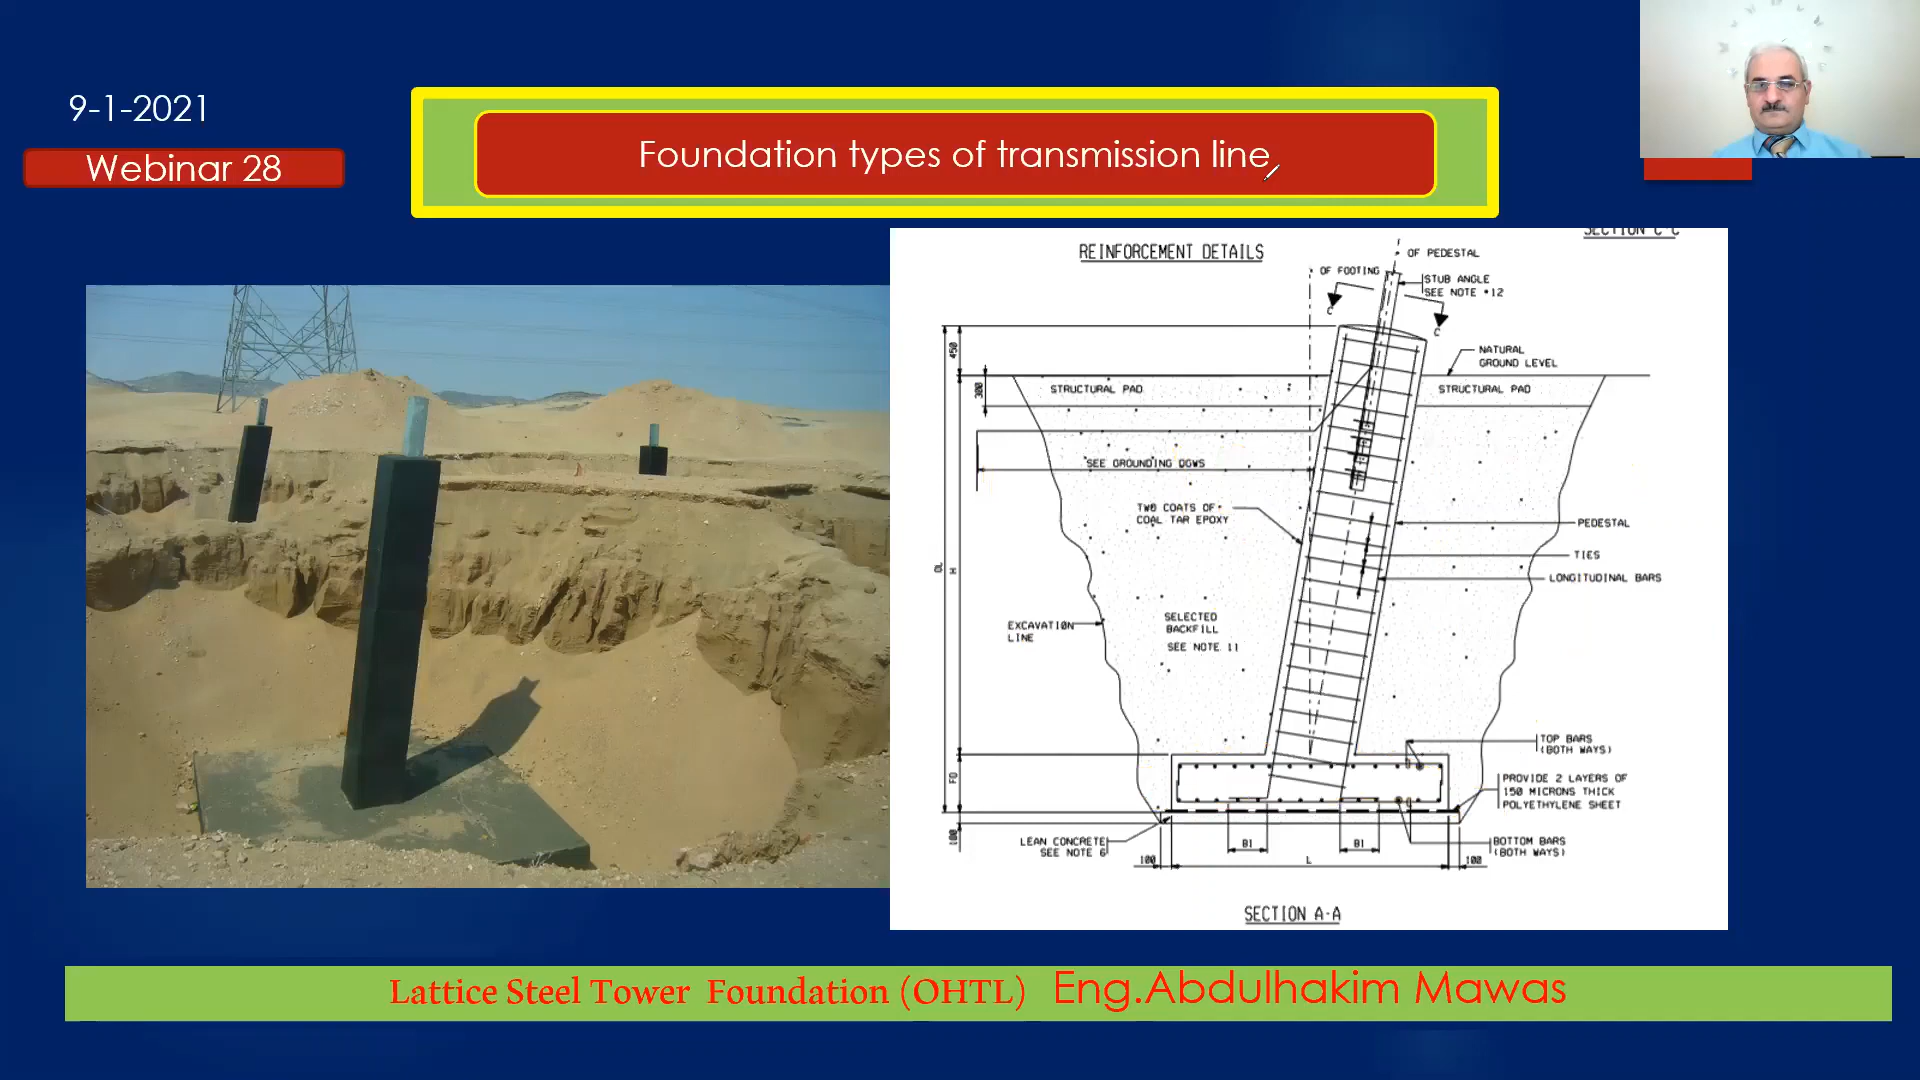 9-1-2021
Webinar 28
Foundation types of transmission line
SECTION C-C
REINFORCEMENT DETAILS
OF PEDESTAL
OF FOOTING
STUB ANGLE
SEE NOTE *12
C
C
450
NATURAL
GROUND LEVEL
300
STRUCTURAL PAD
STRUCTURAL PAD
SEE GROUNDING DGWS
TWO COATS OF
COAL TAR EPOXY
PEDESTAL
TIES
LONGITUDINAL BARS
DL
H
EXCAVATION
LINE
SELECTED
BACKFILL
SEE NOTE 11
TOP BARS
(BOTH WAYS)
FD
PROVIDE 2 LAYERS OF
150 MICRONS THICK
POLYETHYLENE SHEET
100
LEAN CONCRETE
SEE NOTE 6
B1
B1
BOTTOM BARS
(BOTH WAYS)
100
L
100
SECTION A-A
Lattice Steel Tower Foundation (OHTL) Eng.Abdulhakim Mawas